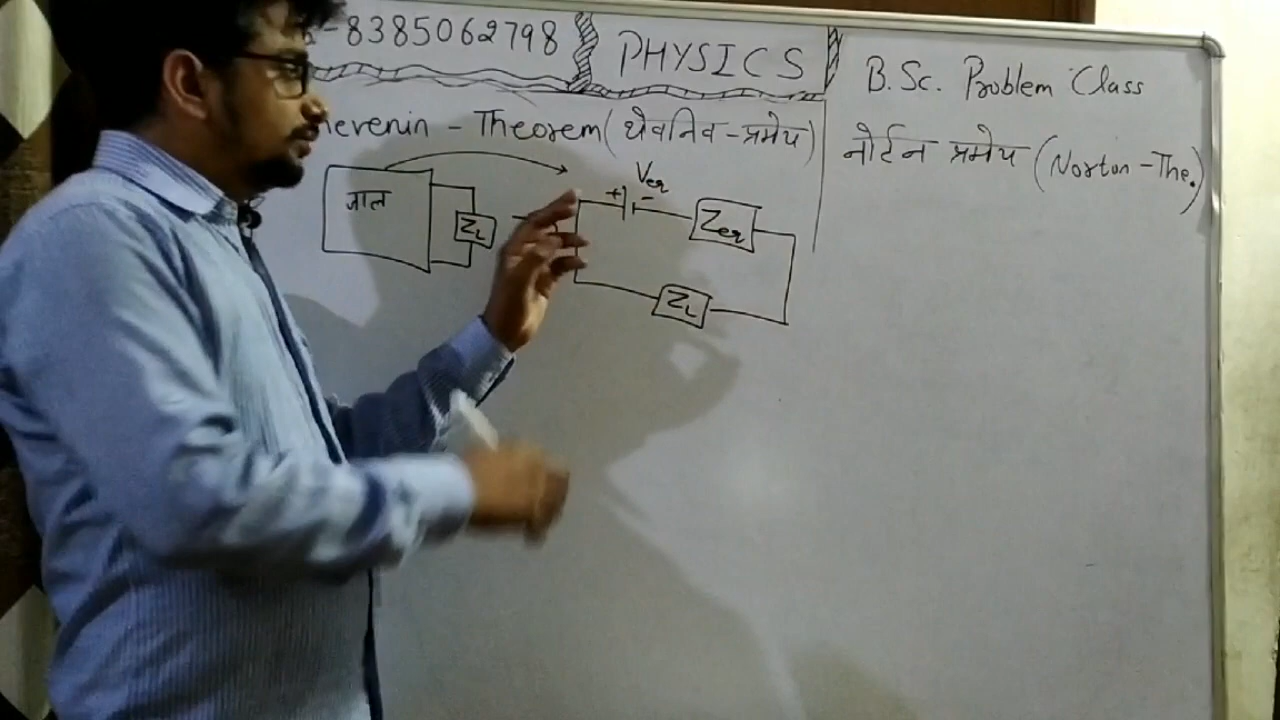 -8385062798
PHYSICS
B.Sc. Problem Class
hevenin - Theorem (थेवनिव-प्रमेय)
नोर्टन प्रमेय (Norton-The.)
जाल
ZL
+ -
Veq
Zeq
ZL